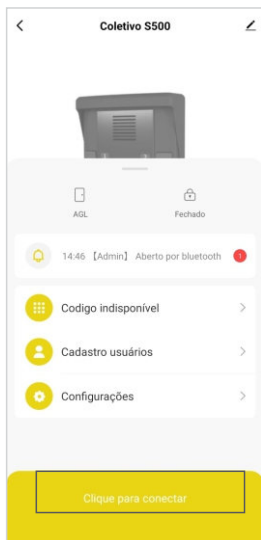 Coletivo S500
AGL
Fechado
14:46 【Admin】 Aberto por bluetooth 1
Codigo indisponível
Cadastro usuários
Configurações
Clique para conectar